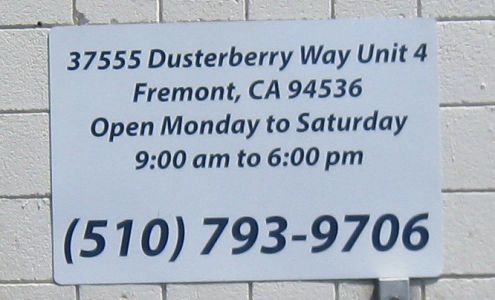 37555 Dusterberry Way Unit 4
Fremont, CA 94536
Open Monday to Saturday
9:00 am to 6:00 pm
(510) 793-9706